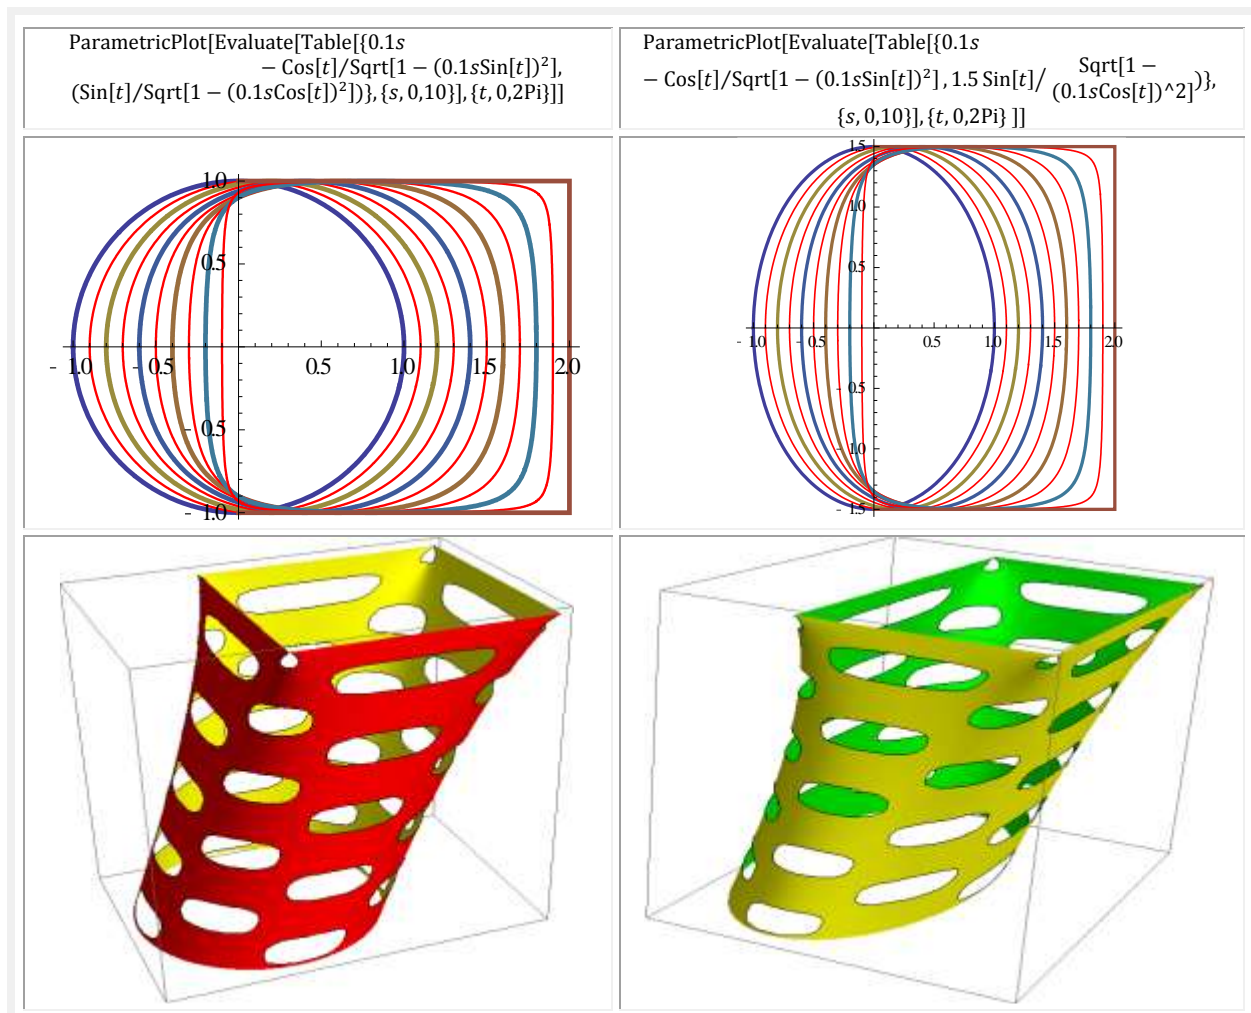 ParametricPlot[Evaluate[Table[{0.1s
− Cos[t]/Sqrt[1 − (0.1sSin[t])²],
(Sin[t]/Sqrt[1 − (0.1sCos[t])²])},{s, 0,10}],{t, 0,2Pi}]]
ParametricPlot[Evaluate[Table[{0.1s
− Cos[t]/Sqrt[1 − (0.1sSin[t])²] , 1.5 Sin[t]/ Sqrt[1 − (0.1sCos[t])^2])},
{s, 0,10}],{t, 0,2Pi} ]]
1.0
0.5
- 1.0 - 0.5 0.5 1.0 1.5 2.0
- 0.5
- 1.0
1.5
1.0
0.5
- 1.0 - 0.5 0.5 1.0 1.5 2.0
- 0.5
- 1.0
- 1.5